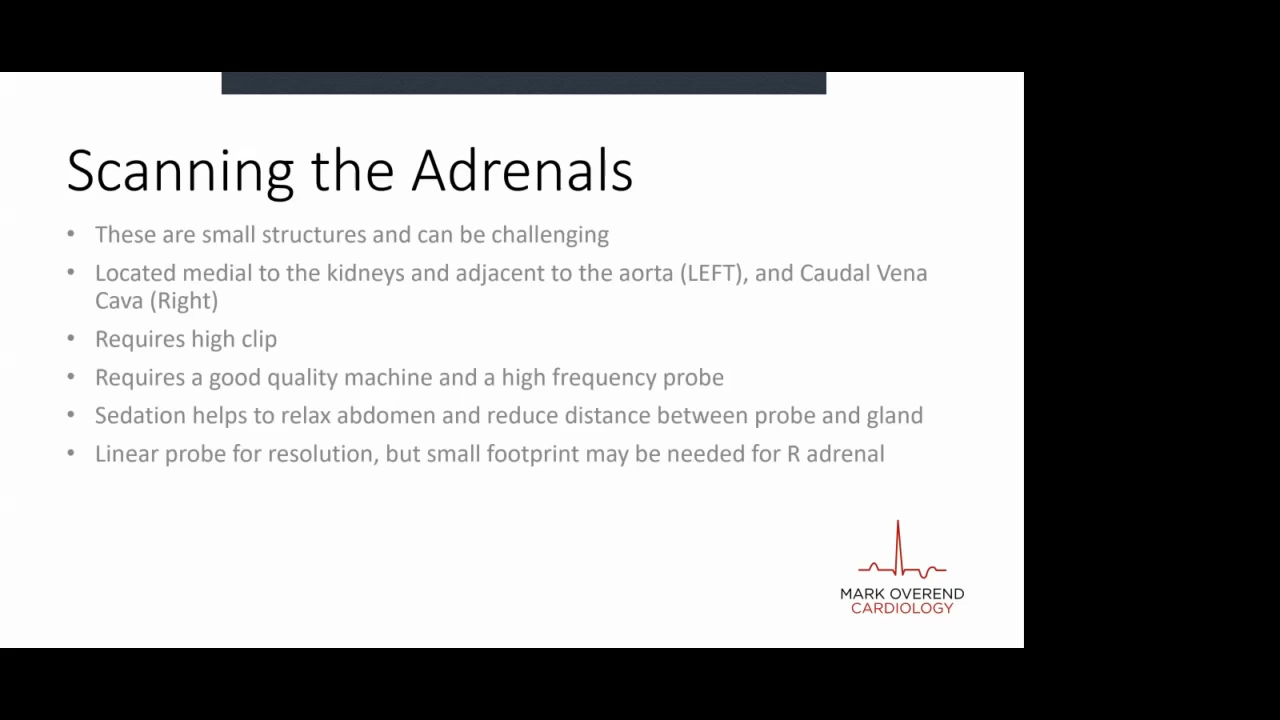 Scanning the Adrenals
• These are small structures and can be challenging
• Located medial to the kidneys and adjacent to the aorta (LEFT), and Caudal Vena
Cava (Right)
• Requires high clip
• Requires a good quality machine and a high frequency probe
• Sedation helps to relax abdomen and reduce distance between probe and gland
• Linear probe for resolution, but small footprint may be needed for R adrenal
MARK OVEREND
CARDIOLOGY